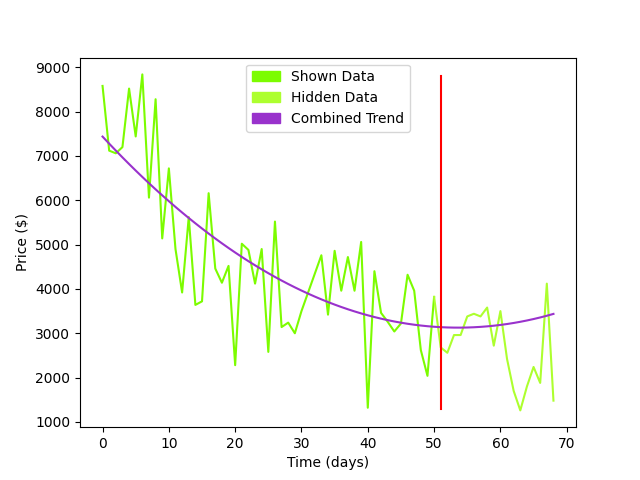 Shown Data
Hidden Data
Combined Trend
9000
8000
7000
6000
5000
4000
3000
2000
1000
Price ($)
0 10 20 30 40 50 60 70
Time (days)